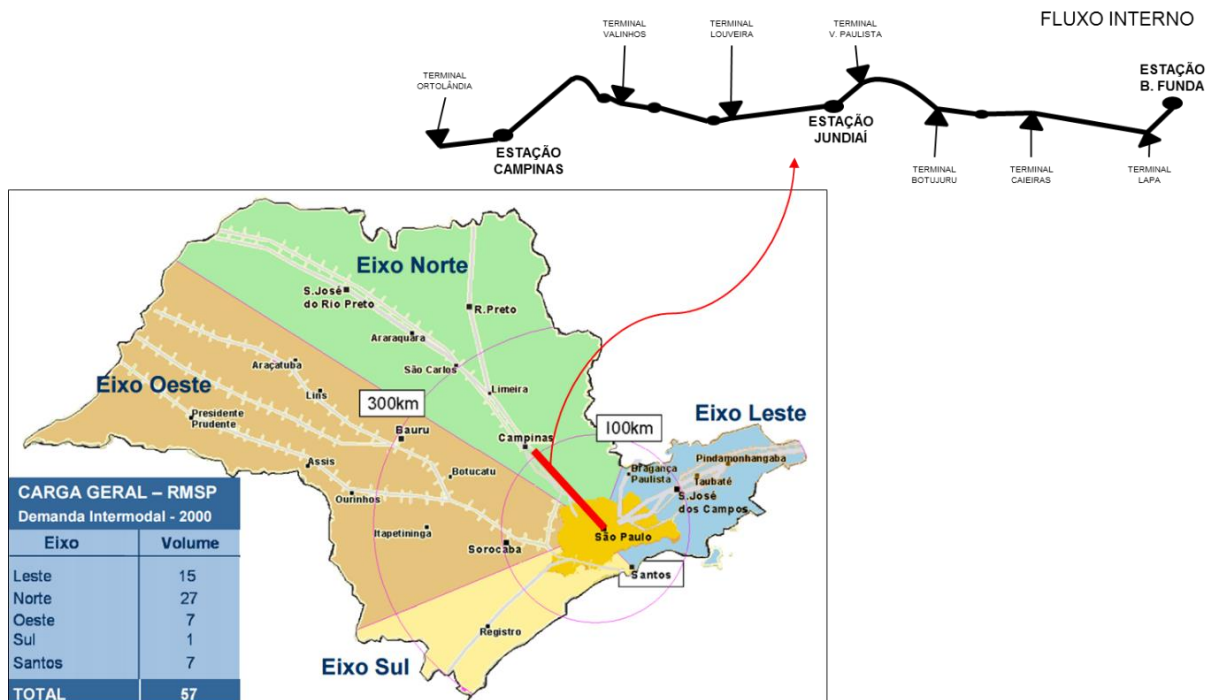 FLUXO INTERNO
TERMINAL
VALINHOS
TERMINAL
LOUVEIRA
TERMINAL
V. PAULISTA
ESTAÇÃO
B. FUNDA
TERMINAL
ORTOLÂNDIA
ESTAÇÃO
CAMPINAS
ESTAÇÃO
JUNDIAÍ
TERMINAL
BOTUJURU
TERMINAL
CAIEIRAS
TERMINAL
LAPA
Eixo Norte
S.José
do Rio Preto
R.Preto
Araraquara
São Carlos
Araçatuba
Eixo Oeste
Lins
Limeira
300km
Presidente
Prudente
Bauru
Campinas
100km
Eixo Leste
Assis
Botucatu
Bragança
Paulista
Pindamonhangaba
Taubaté
S.José
dos Campos
Ourinhos
Itapetininga
Sorocaba
São Paulo
Santos
Registro
Eixo Sul
CARGA GERAL – RMSP
Demanda Intermodal - 2000
Eixo Volume
Leste 15
Norte 27
Oeste 7
Sul 1
Santos 7
TOTAL 57